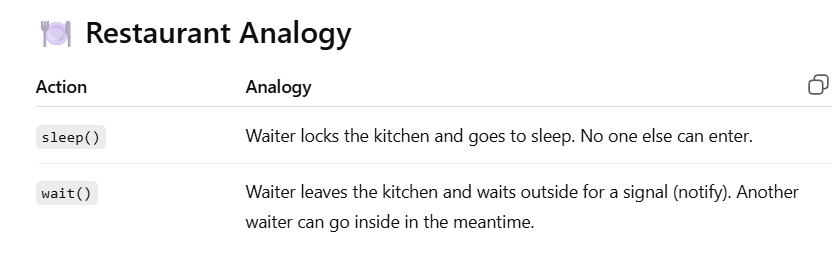 🍽️ Restaurant Analogy
Action Analogy
sleep() Waiter locks the kitchen and goes to sleep. No one else can enter.
wait() Waiter leaves the kitchen and waits outside for a signal (notify). Another
waiter can go inside in the meantime.